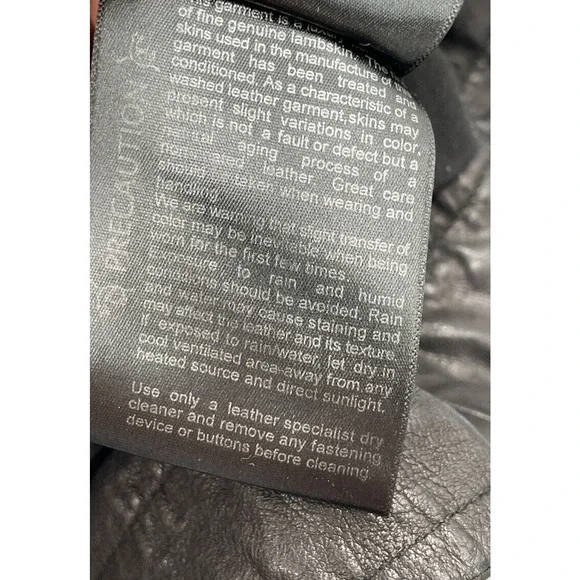 garment is a
of fine genuine lambskin. The
skins used in the manufacture of
garment has been treated and
conditioned. As a characteristic of a
washed leather garment,skins may
present slight variations in color,
which is not a fault or defect but a
natural aging process of a
leather. Great care
should taken when wearing and
handling.
We are warning that slight transfer of
color may be inevitable when being
worn for the first few times.
exposure to rain and humid
conditions should be avoided. Rain
or water may cause staining and
may affect the leather and its texture.
If exposed to rain/water, let dry in
cool ventilated area-away from any
heated source and direct sunlight.
Use only a leather specialist dry
cleaner and remove any fastening
device or buttons before cleaning
PRECAUTION